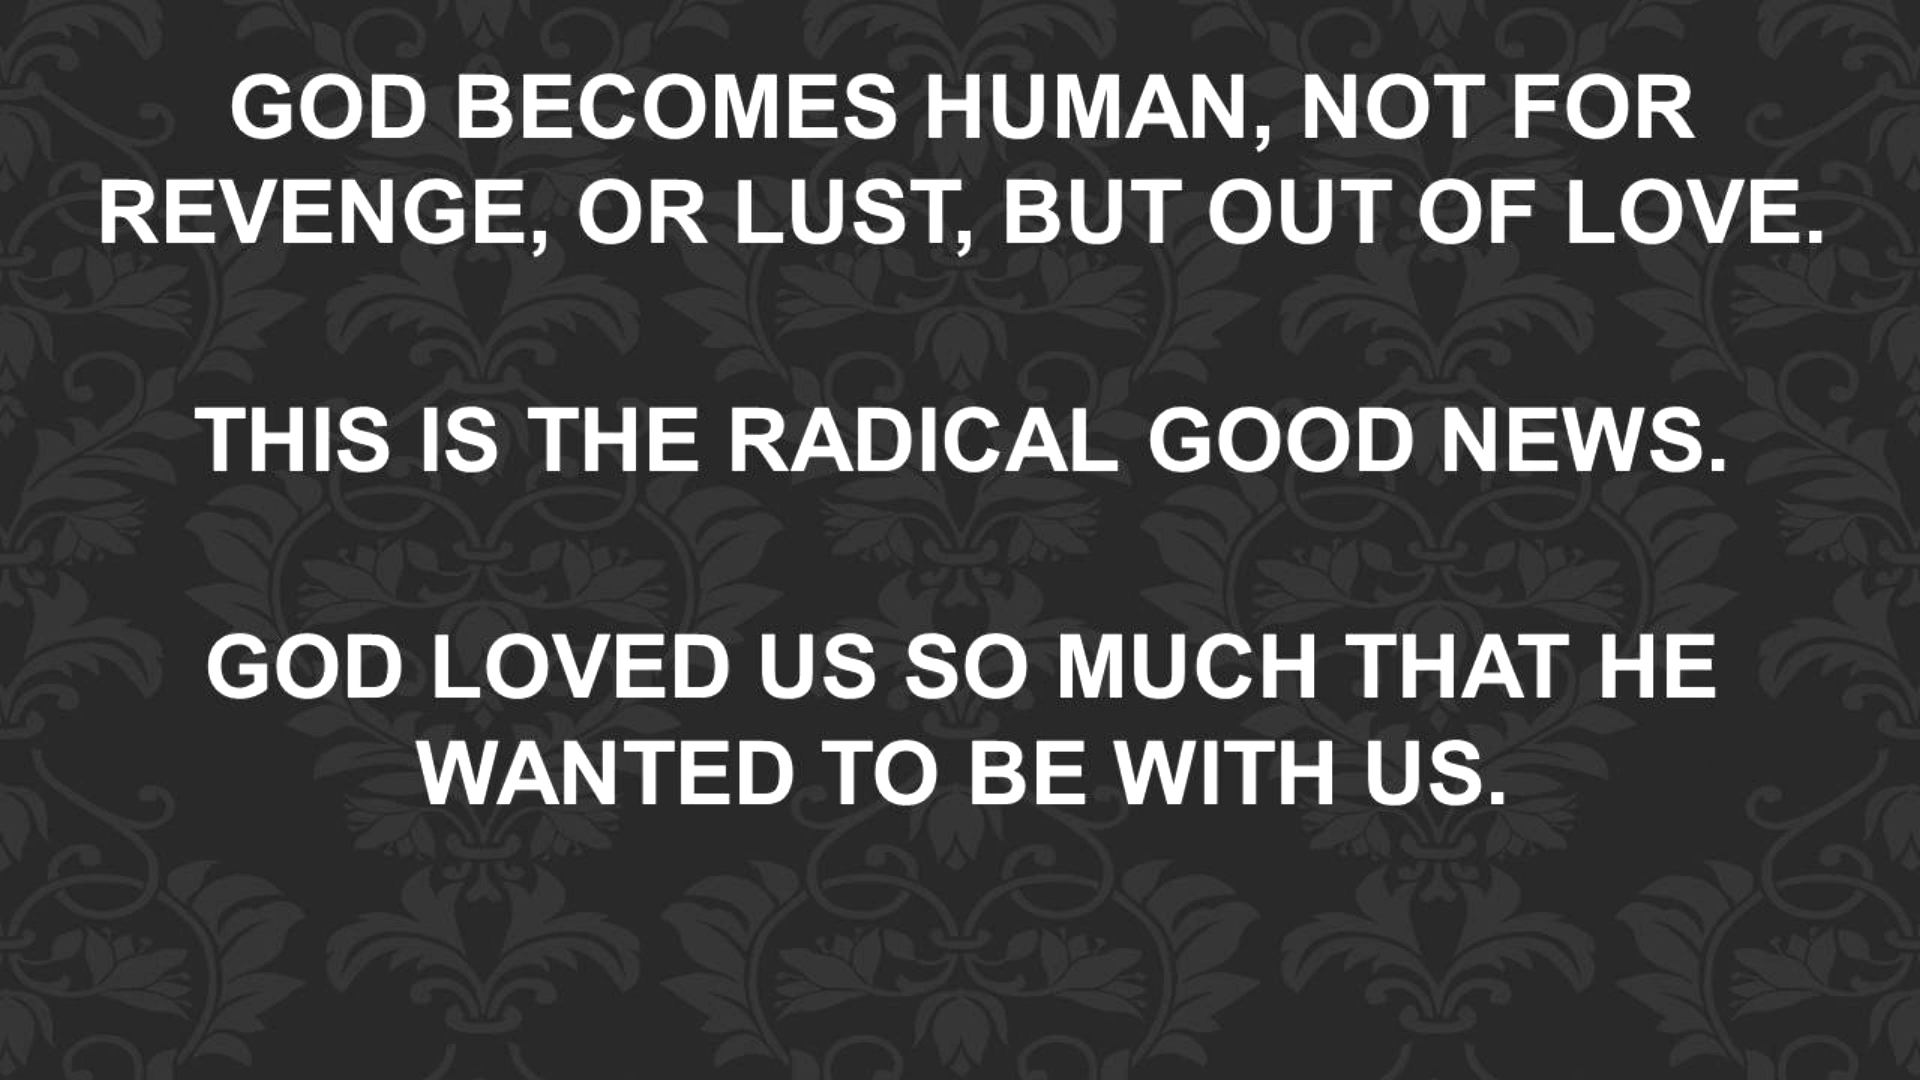 GOD BECOMES HUMAN, NOT FOR
REVENGE, OR LUST, BUT OUT OF LOVE.
THIS IS THE RADICAL GOOD NEWS.
GOD LOVED US SO MUCH THAT HE
WANTED TO BE WITH US.